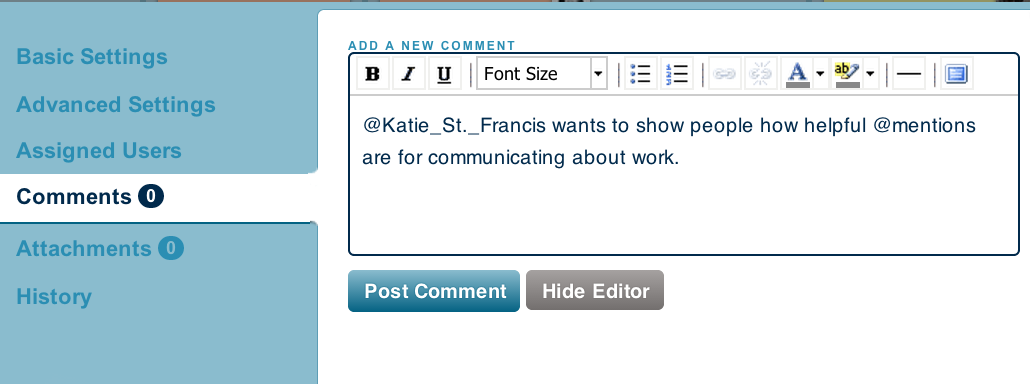 Basic Settings
Advanced Settings
Assigned Users
Comments 0
Attachments 0
History
ADD A NEW COMMENT
B I U Font Size A ab
@Katie_St._Francis wants to show people how helpful @mentions
are for communicating about work.
Post Comment Hide Editor